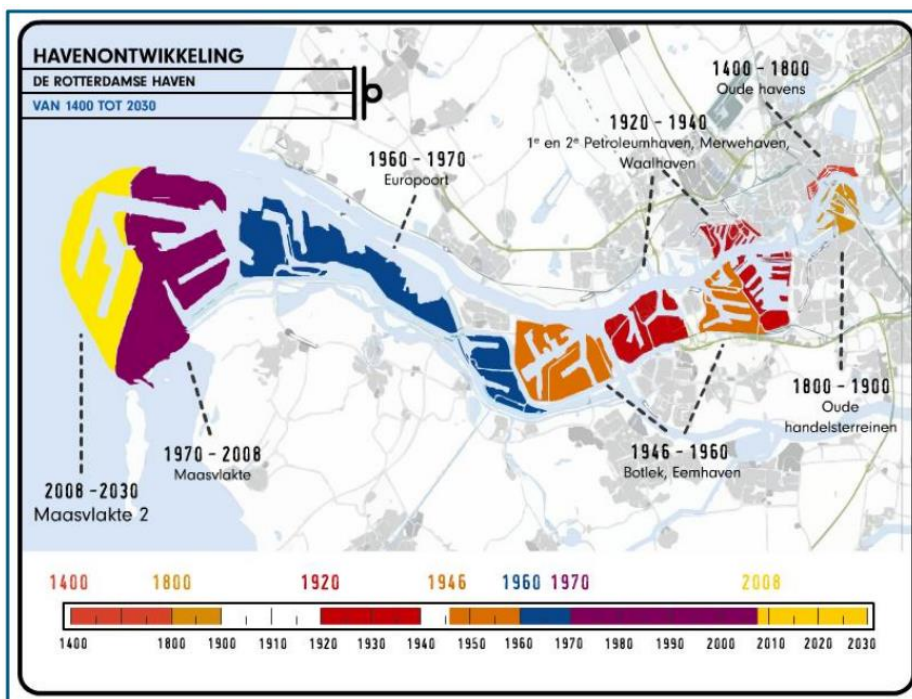 HAVENONTWIKKELING
DE ROTTERDAMSE HAVEN
VAN 1400 TOT 2030
1400 - 1800
Oude havens
1920 - 1940
1e en 2e Petroleumhaven, Merwehaven,
Waalhaven
1960 - 1970
Europoort
1800 - 1900
Oude
handelsterreinen
1946 - 1960
Botlek, Eemhaven
1970 - 2008
Maasvlakte
2008 - 2030
Maasvlakte 2
1400 1800 1920 1946 1960 1970 2008
1400 1800 1900 1910 1920 1930 1940 1950 1960 1970 1980 1990 2000 2010 2020 2030